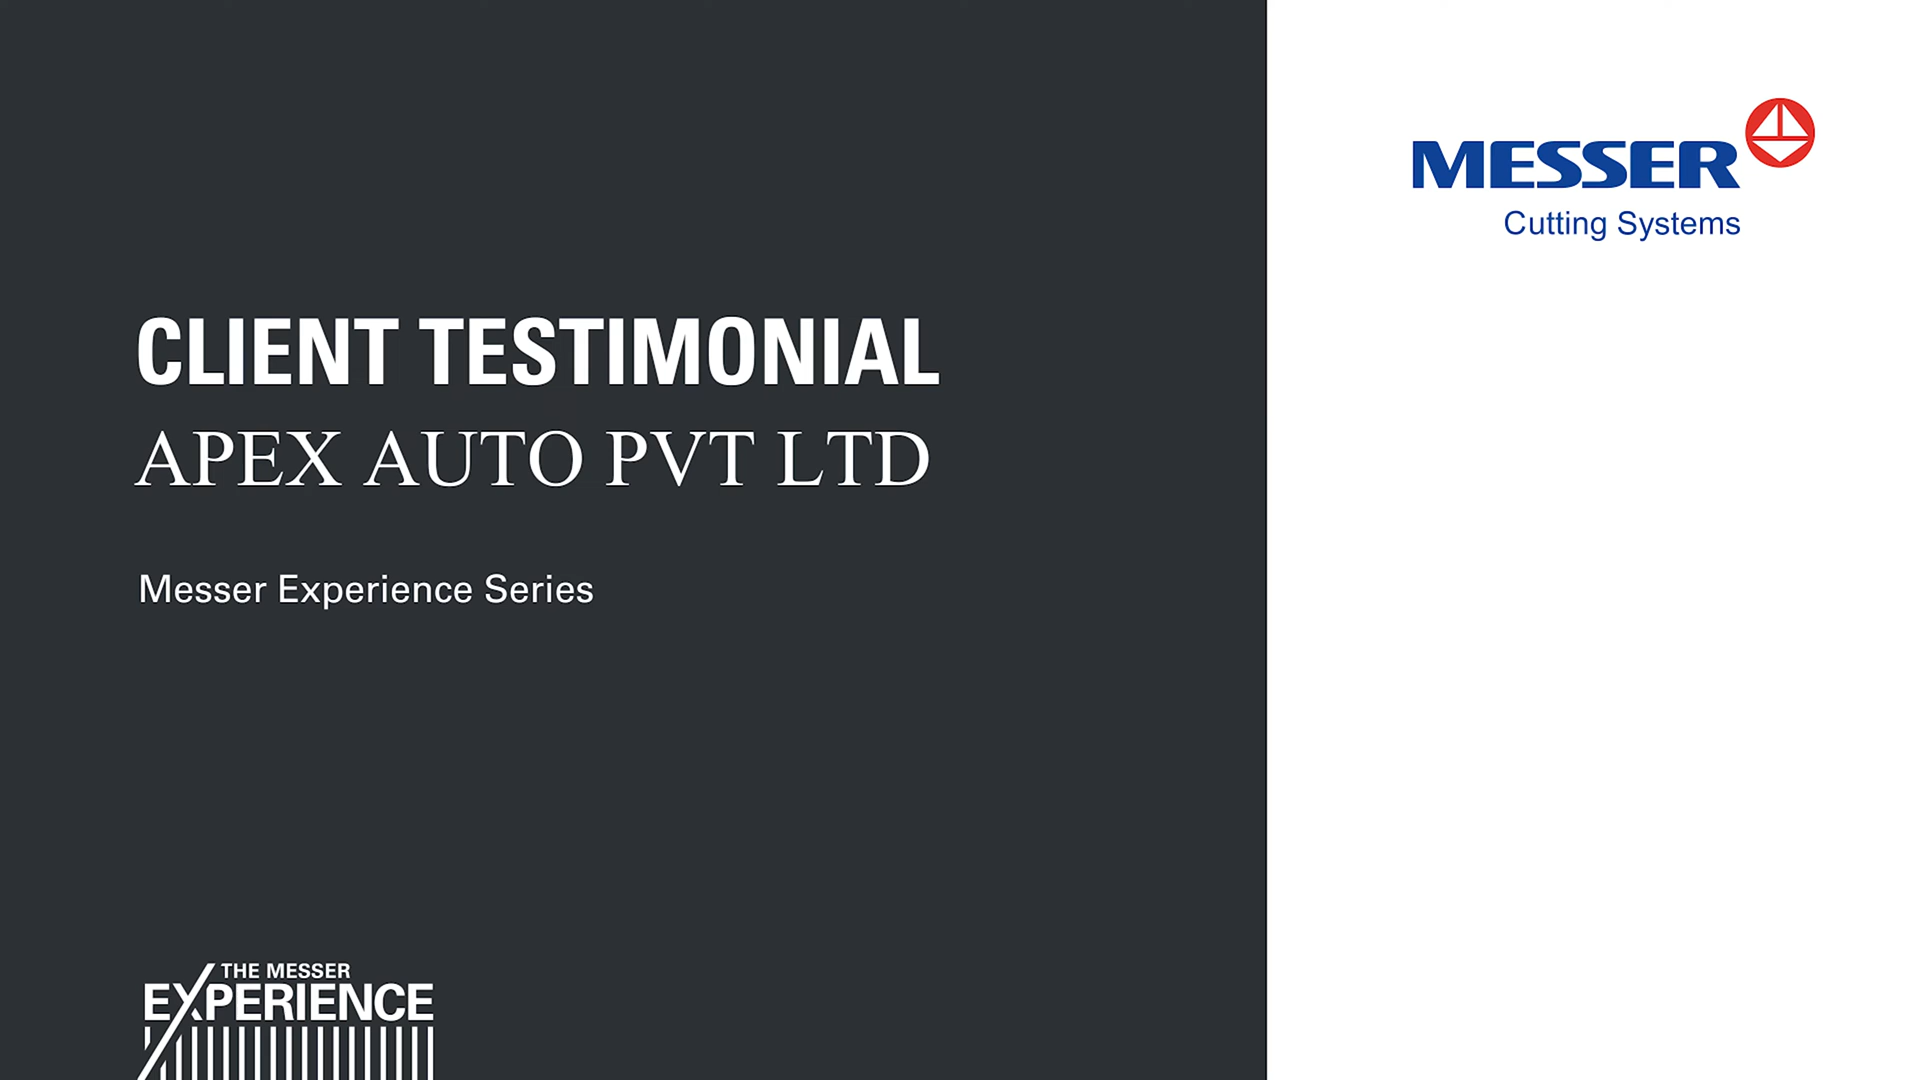 MESSER
Cutting Systems
CLIENT TESTIMONIAL
APEX AUTO PVT LTD
Messer Experience Series
THE MESSER
EXPERIENCE